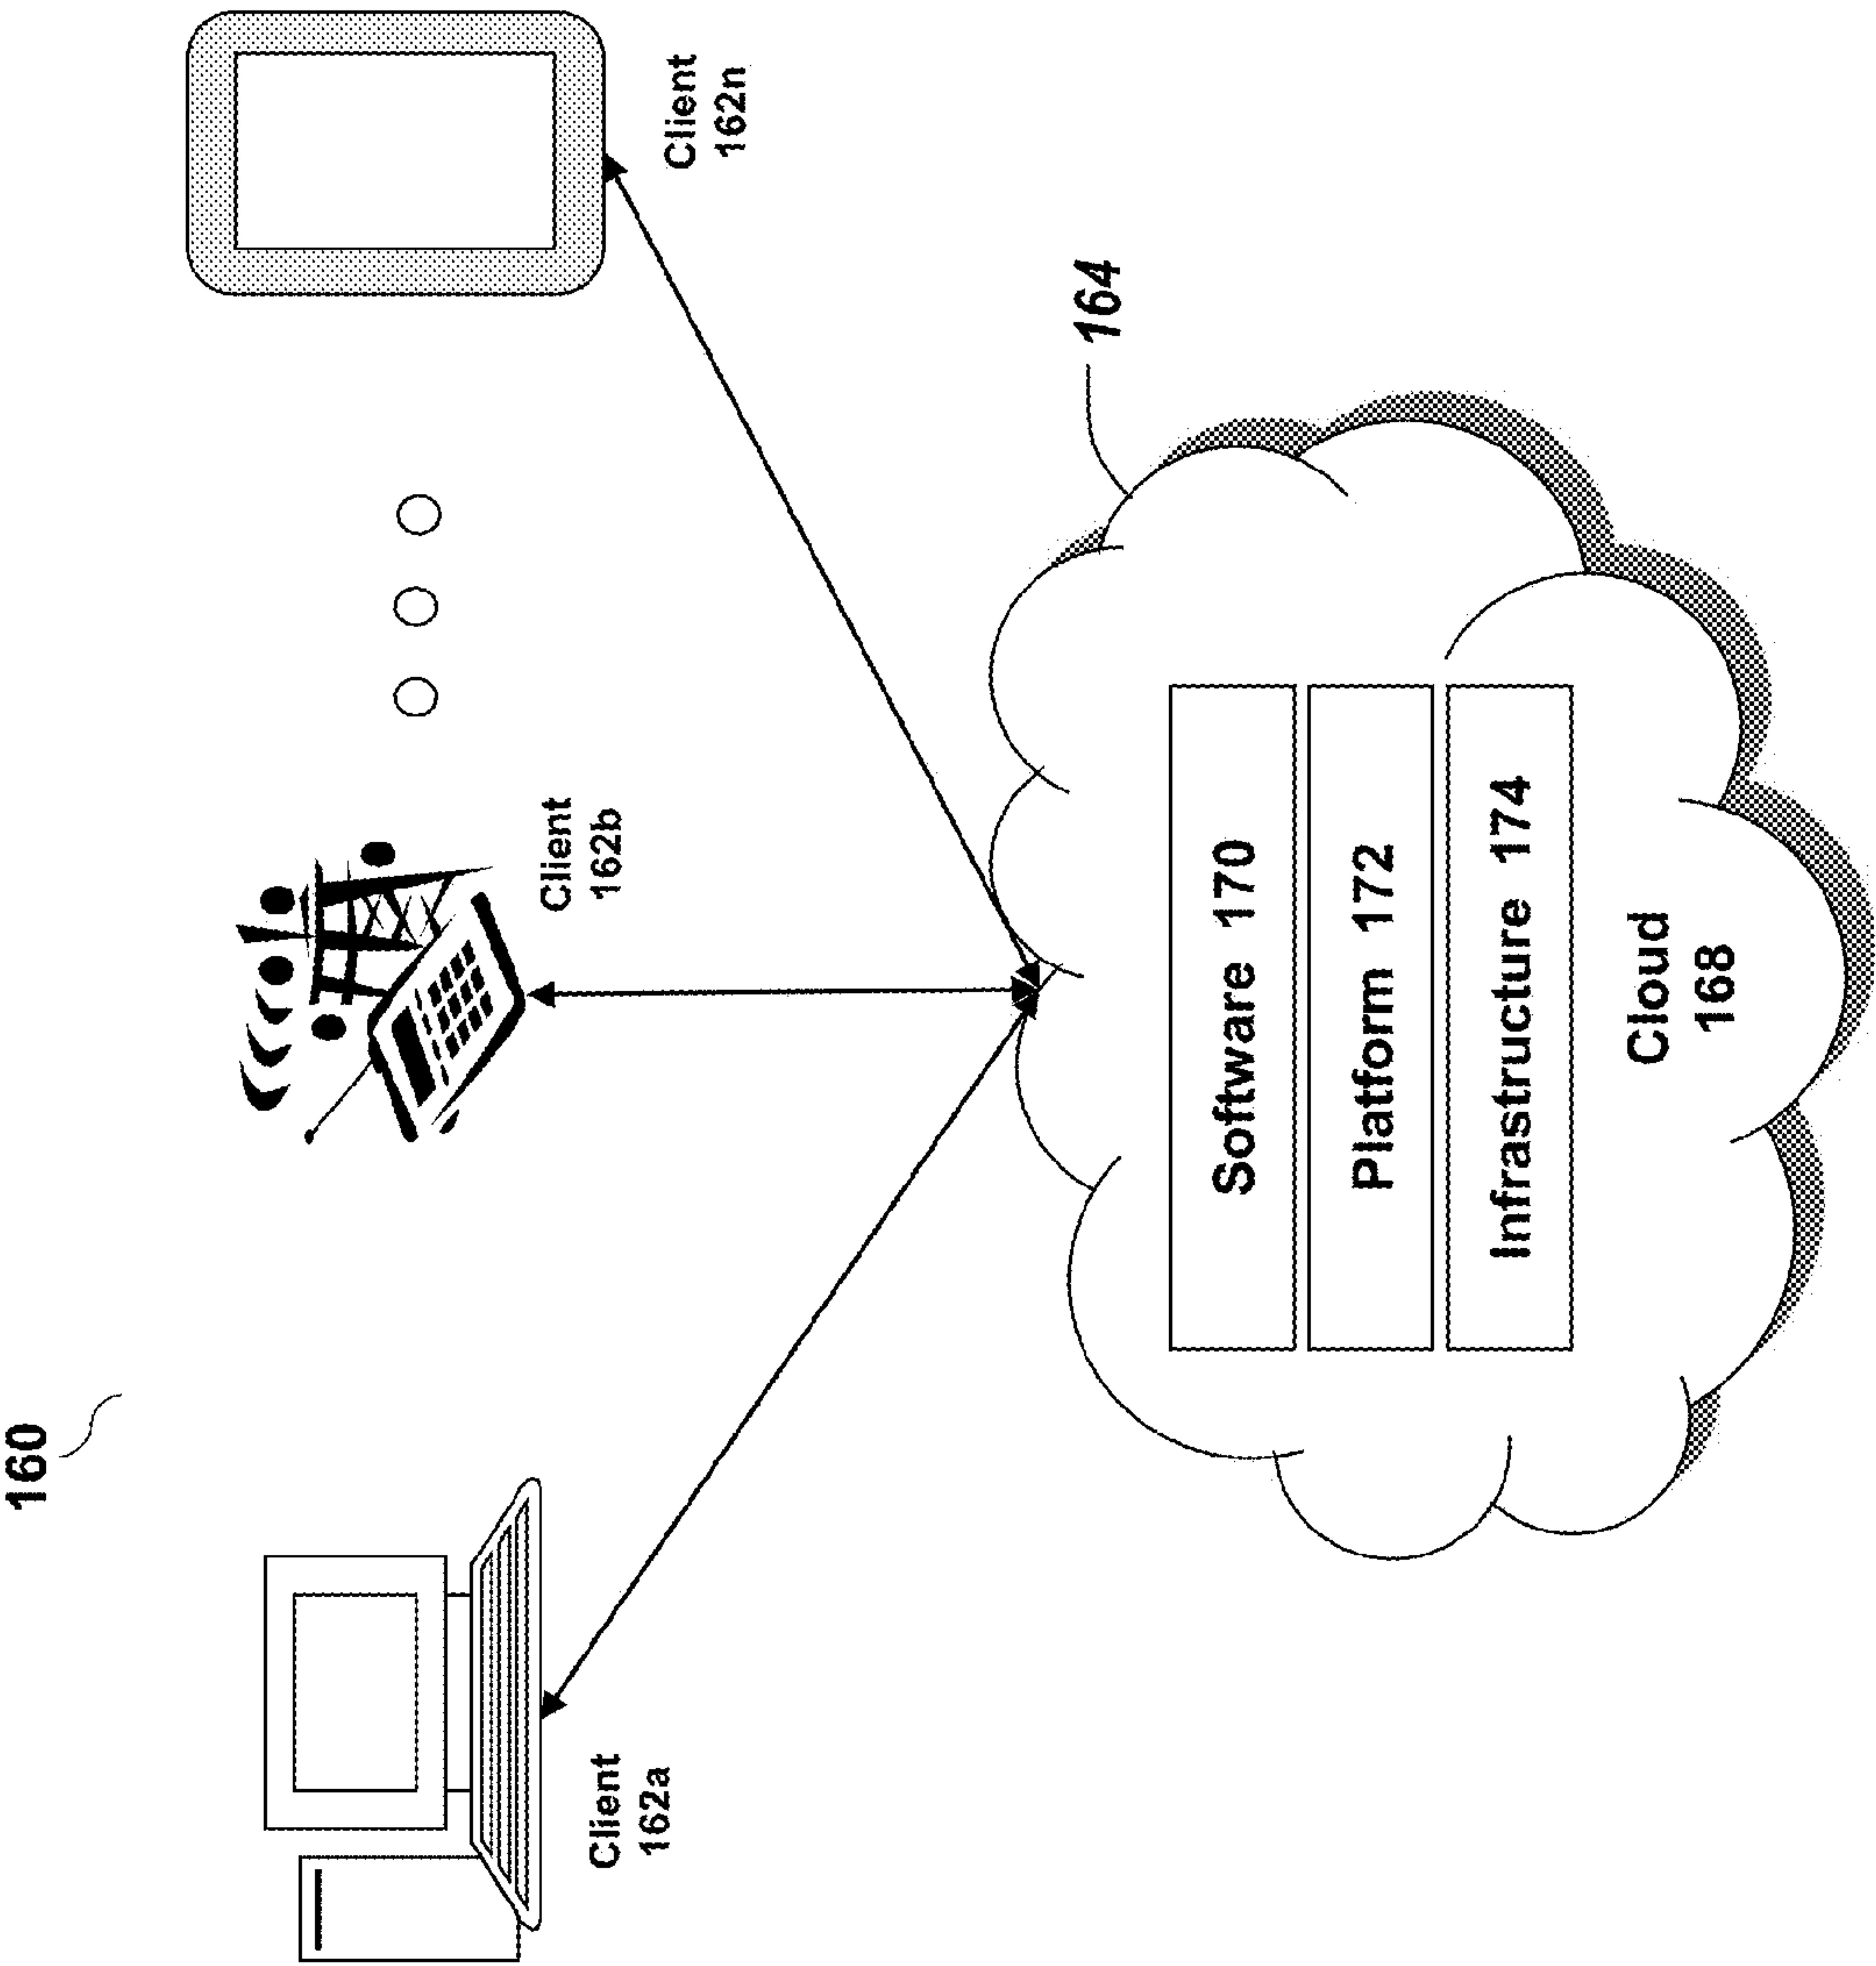 160
Client
162a
Client
162b
Client
162n
164
Software 170
Platform 172
Infrastructure 174
Cloud
168